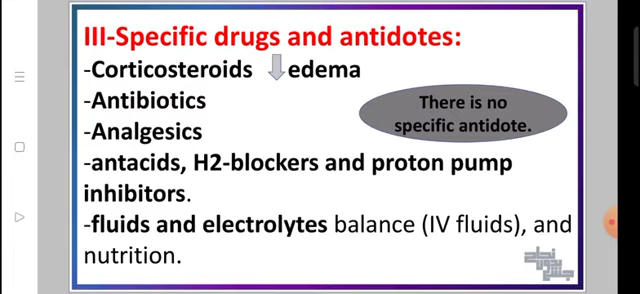 III-Specific drugs and antidotes:
-Corticosteroids edema
-Antibiotics
There is no
specific antidote.
-Analgesics
-antacids, H2-blockers and proton pump
inhibitors.
-fluids and electrolytes balance (IV fluids), and
nutrition.